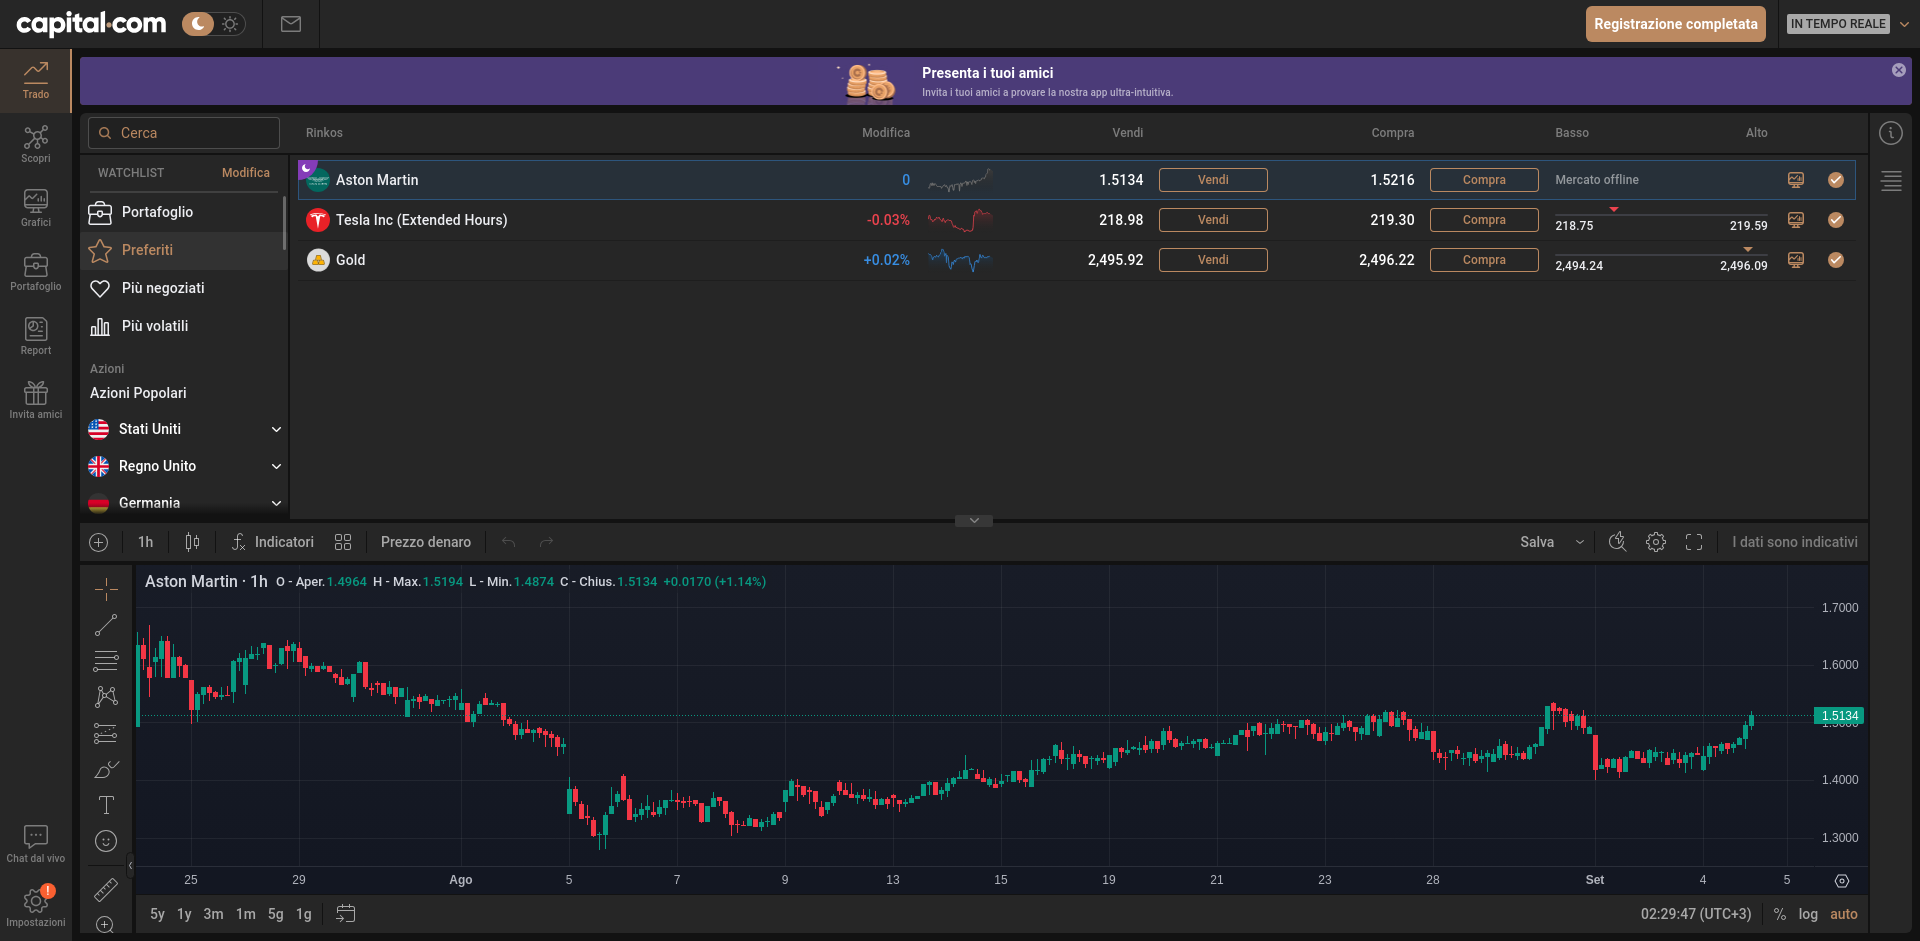 capital.com
Registrazione completata
IN TEMPO REALE
Presenta i tuoi amici
Invita i tuoi amici a provare la nostra app ultra-intuitiva.
Trado
Scopri
Grafici
Portafoglio
Report
Invita amici
Chat dal vivo
!
Impostazioni
Cerca
WATCHLIST Modifica
Portafoglio
Preferiti
Più negoziati
Più volatili
Azioni
Azioni Popolari
Stati Uniti
Regno Unito
Germania
Rinkos Modifica Vendi Compra Basso Alto
Aston Martin 0 1.5134 Vendi 1.5216 Compra Mercato offline
Tesla Inc (Extended Hours) -0.03% 218.98 Vendi 219.30 Compra 218.75 219.59
Gold +0.02% 2,495.92 Vendi 2,496.22 Compra 2,494.24 2,496.09
1h Indicatori Prezzo denaro Salva I dati sono indicativi
Aston Martin · 1h O - Aper.1.4964 H - Max.1.5194 L - Min.1.4874 C - Chius.1.5134 +0.0170 (+1.14%)
1.7000
1.6000
1.5134
1.5000
1.4000
1.3000
25 29 Ago 5 7 9 13 15 19 21 23 28 Set 4 5
5y 1y 3m 1m 5g 1g 02:29:47 (UTC+3) % log auto